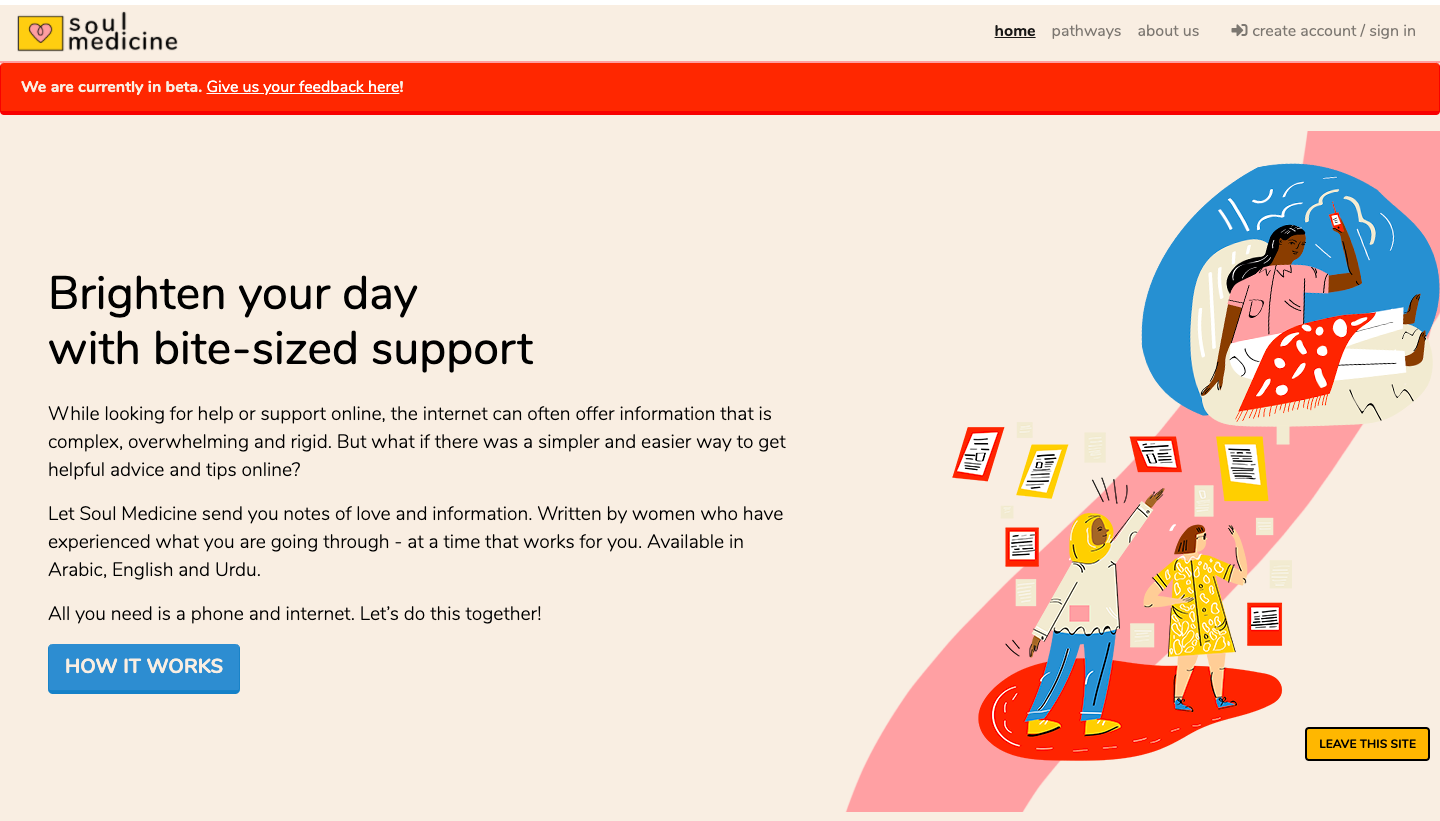 soul
medicine
home pathways about us create account / sign in
We are currently in beta. Give us your feedback here!
Brighten your day
with bite-sized support
While looking for help or support online, the internet can often offer information that is
complex, overwhelming and rigid. But what if there was a simpler and easier way to get
helpful advice and tips online?
Let Soul Medicine send you notes of love and information. Written by women who have
experienced what you are going through - at a time that works for you. Available in
Arabic, English and Urdu.
All you need is a phone and internet. Let’s do this together!
HOW IT WORKS
LEAVE THIS SITE